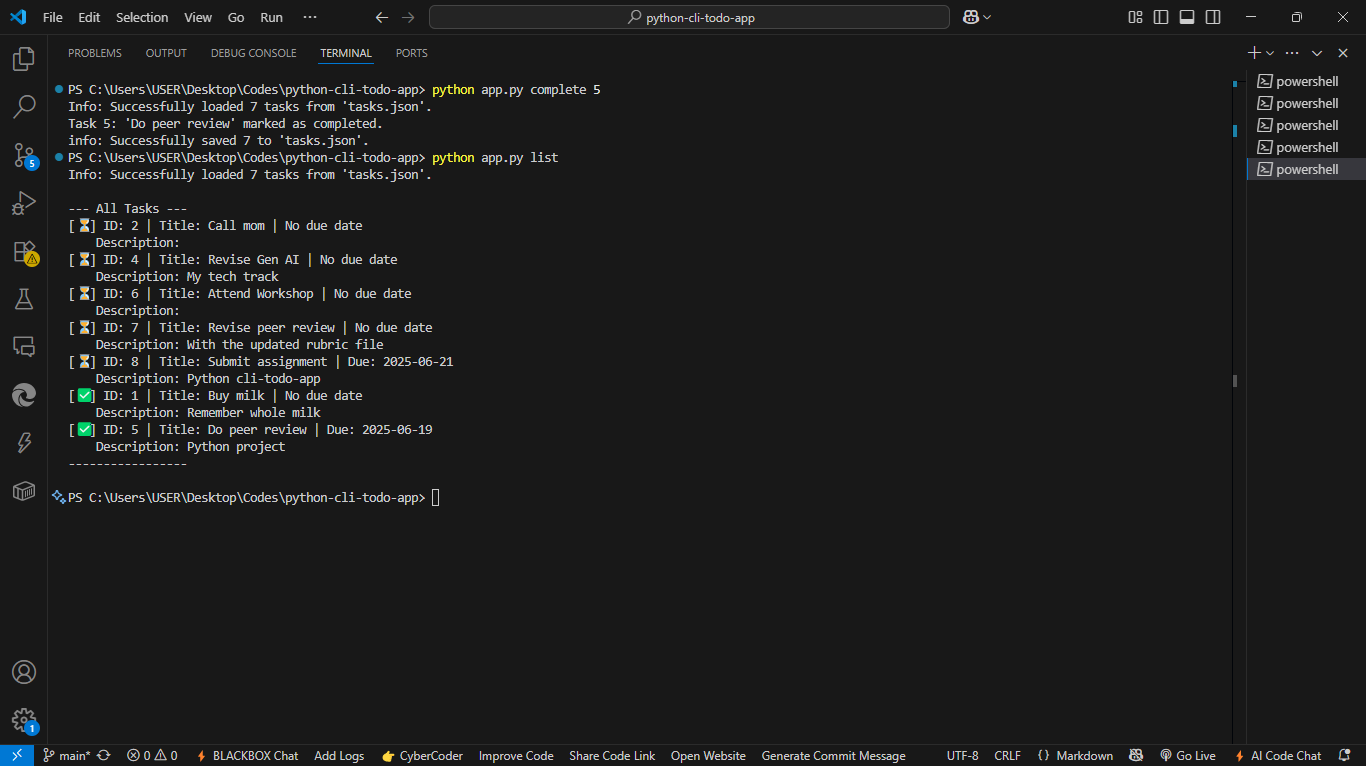 File Edit Selection View Go Run ··· python-cli-todo-app
PROBLEMS OUTPUT DEBUG CONSOLE TERMINAL PORTS
PS C:\Users\USER\Desktop\Codes\python-cli-todo-app> python app.py complete 5
Info: Successfully loaded 7 tasks from 'tasks.json'.
Task 5: 'Do peer review' marked as completed.
info: Successfully saved 7 to 'tasks.json'.
PS C:\Users\USER\Desktop\Codes\python-cli-todo-app> python app.py list
Info: Successfully loaded 7 tasks from 'tasks.json'.
--- All Tasks ---
[⏳] ID: 2 | Title: Call mom | No due date
Description:
[⏳] ID: 4 | Title: Revise Gen AI | No due date
Description: My tech track
[⏳] ID: 6 | Title: Attend Workshop | No due date
Description:
[⏳] ID: 7 | Title: Revise peer review | No due date
Description: With the updated rubric file
[⏳] ID: 8 | Title: Submit assignment | Due: 2025-06-21
Description: Python cli-todo-app
[✅] ID: 1 | Title: Buy milk | No due date
Description: Remember whole milk
[✅] ID: 5 | Title: Do peer review | Due: 2025-06-19
Description: Python project
-----------------
PS C:\Users\USER\Desktop\Codes\python-cli-todo-app>
powershell
powershell
powershell
powershell
powershell
5
1
main* 0 0 BLACKBOX Chat Add Logs 👉 CyberCoder Improve Code Share Code Link Open Website Generate Commit Message UTF-8 CRLF {} Markdown Go Live AI Code Chat